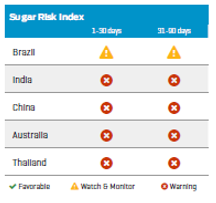 Sugar Risk Index
1-30 days 31-90 days
Brazil
India
China
Australia
Thailand
Favorable Watch & Monitor Warning